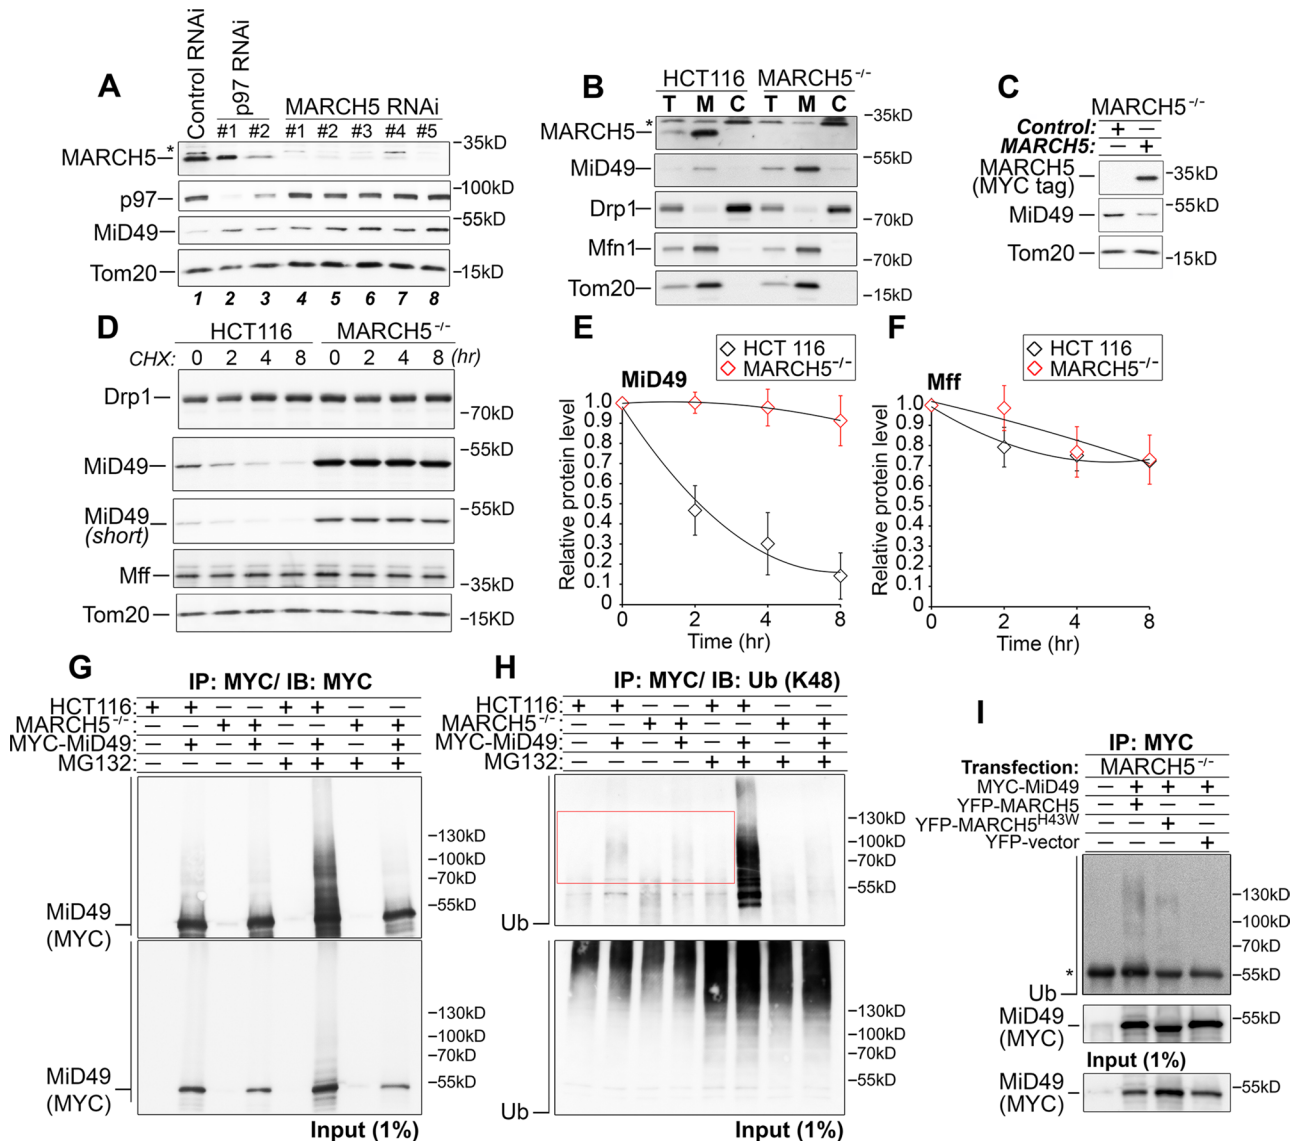 A
Control RNAi
p97 RNAi
MARCH5 RNAi
#1 #2 #1 #2 #3 #4 #5
* –35kD
MARCH5
p97 –100kD
–55kD
MiD49
Tom20 –15kD
1 2 3 4 5 6 7 8
B
HCT116 MARCH5-/-
T M C T M C
* –35kD
MARCH5
MiD49 –55kD
Drp1 –70kD
Mfn1 –70kD
Tom20 –15kD
C
MARCH5-/-
Control: + –
MARCH5: – +
MARCH5 (MYC tag) –35kD
MiD49 –55kD
Tom20 –15kD
D
HCT116 MARCH5-/-
CHX: 0 2 4 8 0 2 4 8 (hr)
Drp1 –70kD
MiD49 –55kD
MiD49 (short) –55kD
Mff –35kD
Tom20 –15KD
E
HCT 116
MARCH5-/-
MiD49
Relative protein level
1.0
0.9
0.8
0.7
0.6
0.5
0.4
0.3
0.2
0.1
0
0 2 4 8
Time (hr)
F
HCT 116
MARCH5-/-
Mff
Relative protein level
1.0
0.9
0.8
0.7
0.6
0.5
0.4
0.3
0.2
0.1
0
0 2 4 8
Time (hr)
G
IP: MYC/ IB: MYC
HCT116: + + – – + + – –
MARCH5-/-: – – + + – – + +
MYC-MiD49: – + – + – + – +
MG132: – – – – + + + +
–130kD
–100kD
–70kD
–55kD
MiD49 (MYC)
–130kD
–100kD
–70kD
–55kD
MiD49 (MYC)
Input (1%)
H
IP: MYC/ IB: Ub (K48)
HCT116: + + – – + + – –
MARCH5-/-: – – + + – – + +
MYC-MiD49: – + – + – + – +
MG132: – – – – + + + +
–130kD
–100kD
–70kD
–55kD
Ub
–130kD
–100kD
–70kD
–55kD
Ub
Input (1%)
I
IP: MYC
Transfection: MARCH5-/-
MYC-MiD49 – + + +
YFP-MARCH5 – + – –
YFP-MARCH5H43W – – + –
YFP-vector – – – +
–130kD
–100kD
–70kD
* –55kD
Ub
MiD49 (MYC) –55kD
Input (1%)
MiD49 (MYC) –55kD